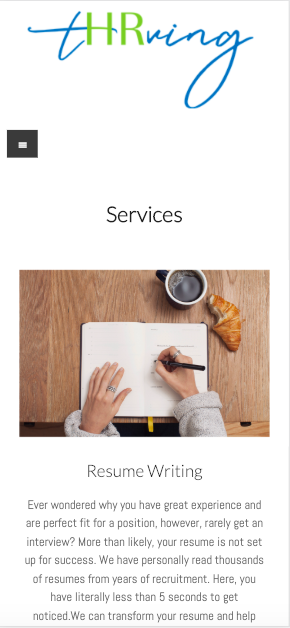 tHRving
Services
Resume Writing
Ever wondered why you have great experience and
are perfect fit for a position, however, rarely get an
interview? More than likely, your resume is not set
up for success. We have personally read thousands
of resumes from years of recruitment. Here, you
have literally less than 5 seconds to get
noticed.We can transform your resume and help